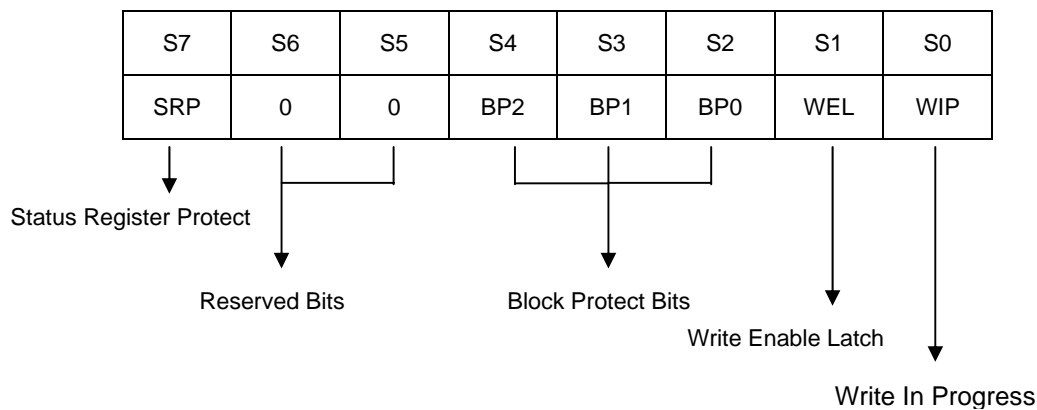 S7 S6 S5 S4 S3 S2 S1 S0
SRP 0 0 BP2 BP1 BP0 WEL WIP
Status Register Protect
Reserved Bits Block Protect Bits
Write Enable Latch
Write In Progress